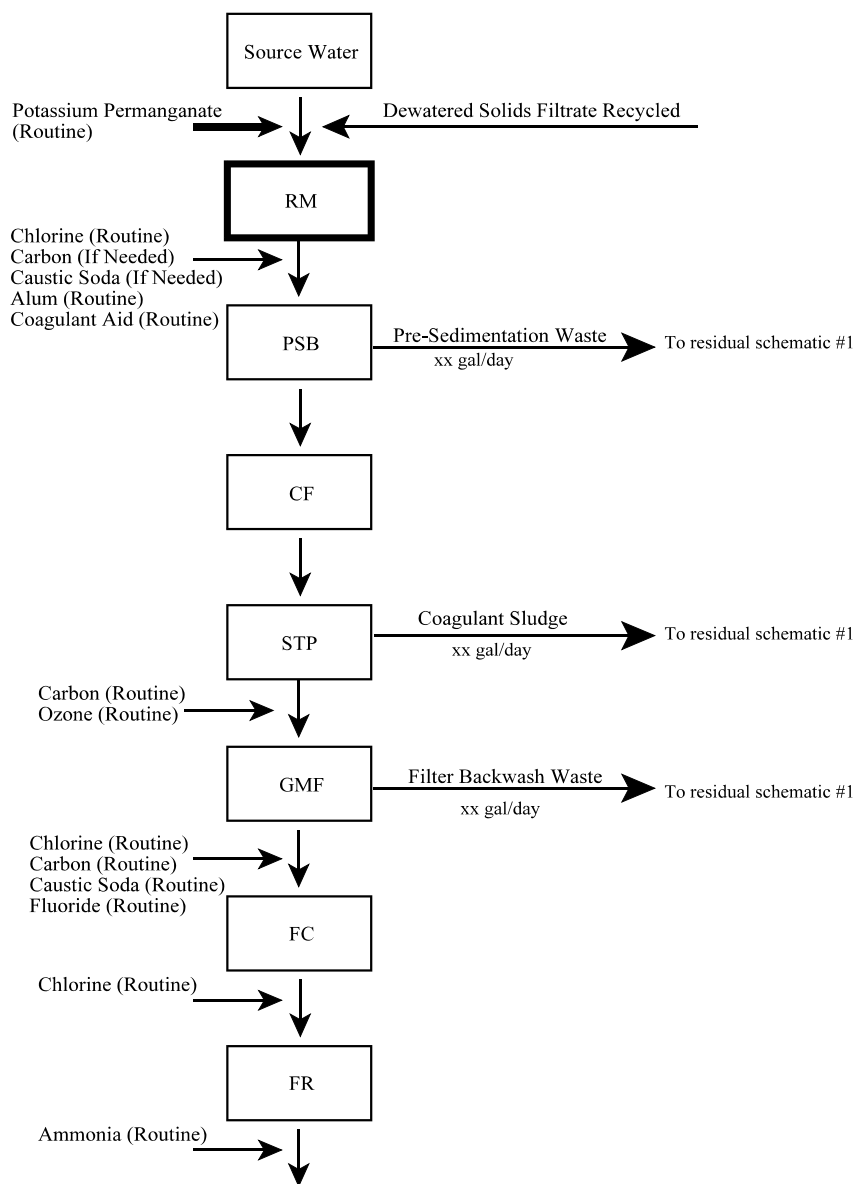 Source Water
Potassium Permanganate
(Routine)
Dewatered Solids Filtrate Recycled
RM
Chlorine (Routine)
Carbon (If Needed)
Caustic Soda (If Needed)
Alum (Routine)
Coagulant Aid (Routine)
PSB
Pre-Sedimentation Waste
xx gal/day
To residual schematic #1
CF
STP
Coagulant Sludge
xx gal/day
To residual schematic #1
Carbon (Routine)
Ozone (Routine)
GMF
Filter Backwash Waste
xx gal/day
To residual schematic #1
Chlorine (Routine)
Carbon (Routine)
Caustic Soda (Routine)
Fluoride (Routine)
FC
Chlorine (Routine)
FR
Ammonia (Routine)